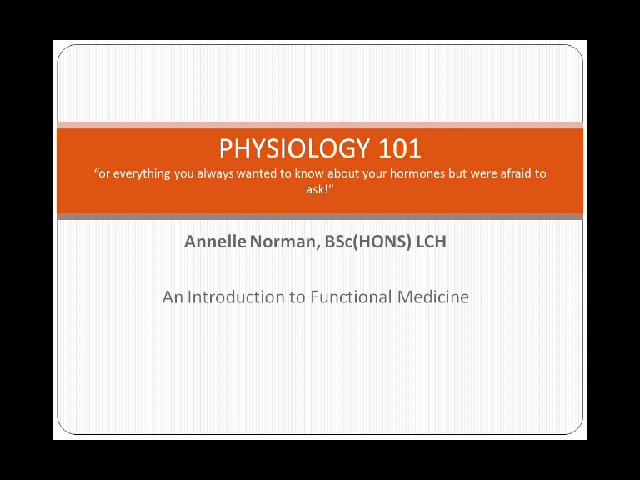 PHYSIOLOGY 101
“or everything you always wanted to know about your hormones but were afraid to
ask!”
Annelle Norman, BSc(HONS) LCH
An Introduction to Functional Medicine